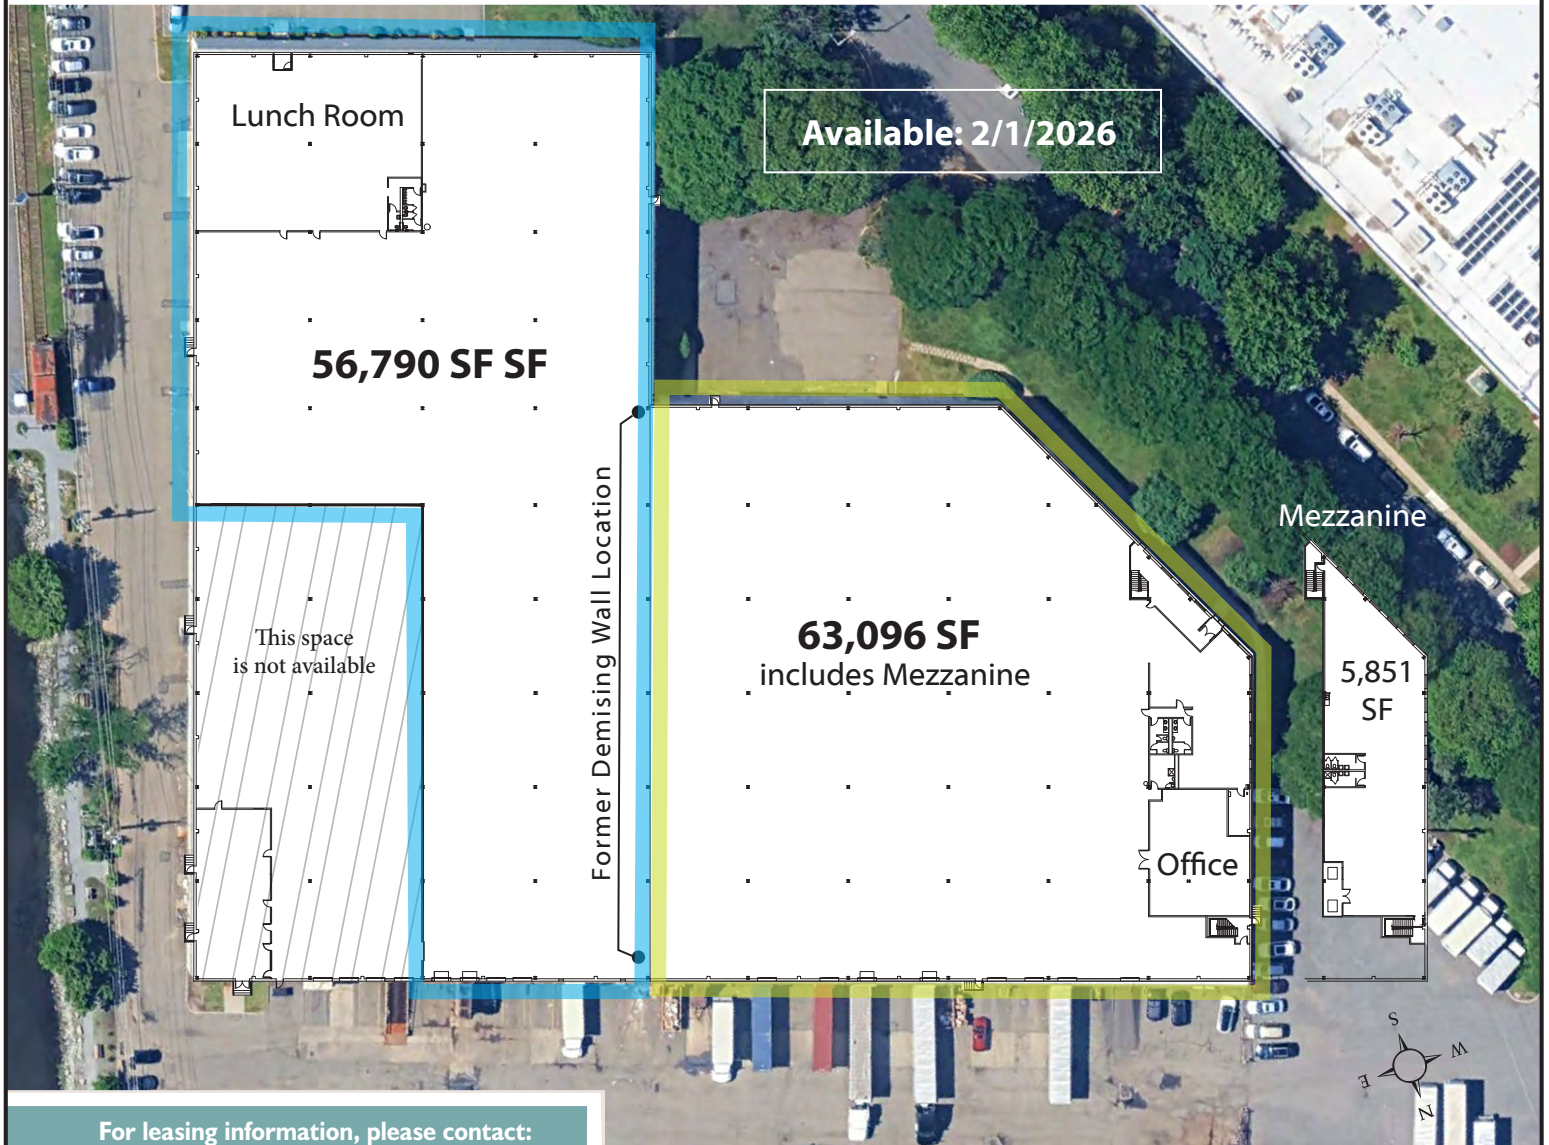 Lunch Room
Available: 2/1/2026
56,790 SF SF
Former Demising Wall Location
Mezzanine
This space
is not available
63,096 SF
includes Mezzanine
5,851
SF
Office
S
W
E
N
For leasing information, please contact: